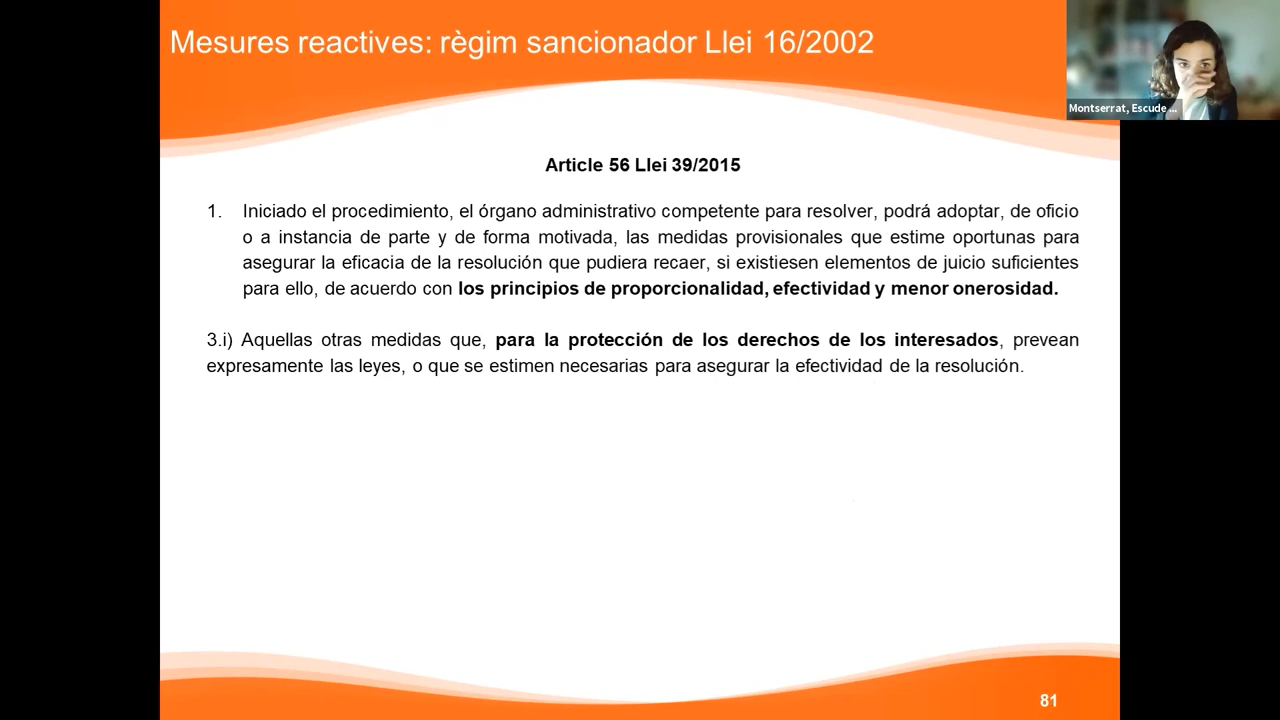 Mesures reactives: règim sancionador Llei 16/2002
Montserrat, Escude ...
Article 56 Llei 39/2015
1. Iniciado el procedimiento, el órgano administrativo competente para resolver, podrá adoptar, de oficio
o a instancia de parte y de forma motivada, las medidas provisionales que estime oportunas para
asegurar la eficacia de la resolución que pudiera recaer, si existiesen elementos de juicio suficientes
para ello, de acuerdo con los principios de proporcionalidad, efectividad y menor onerosidad.
3.i) Aquellas otras medidas que, para la protección de los derechos de los interesados, prevean
expresamente las leyes, o que se estimen necesarias para asegurar la efectividad de la resolución.
81